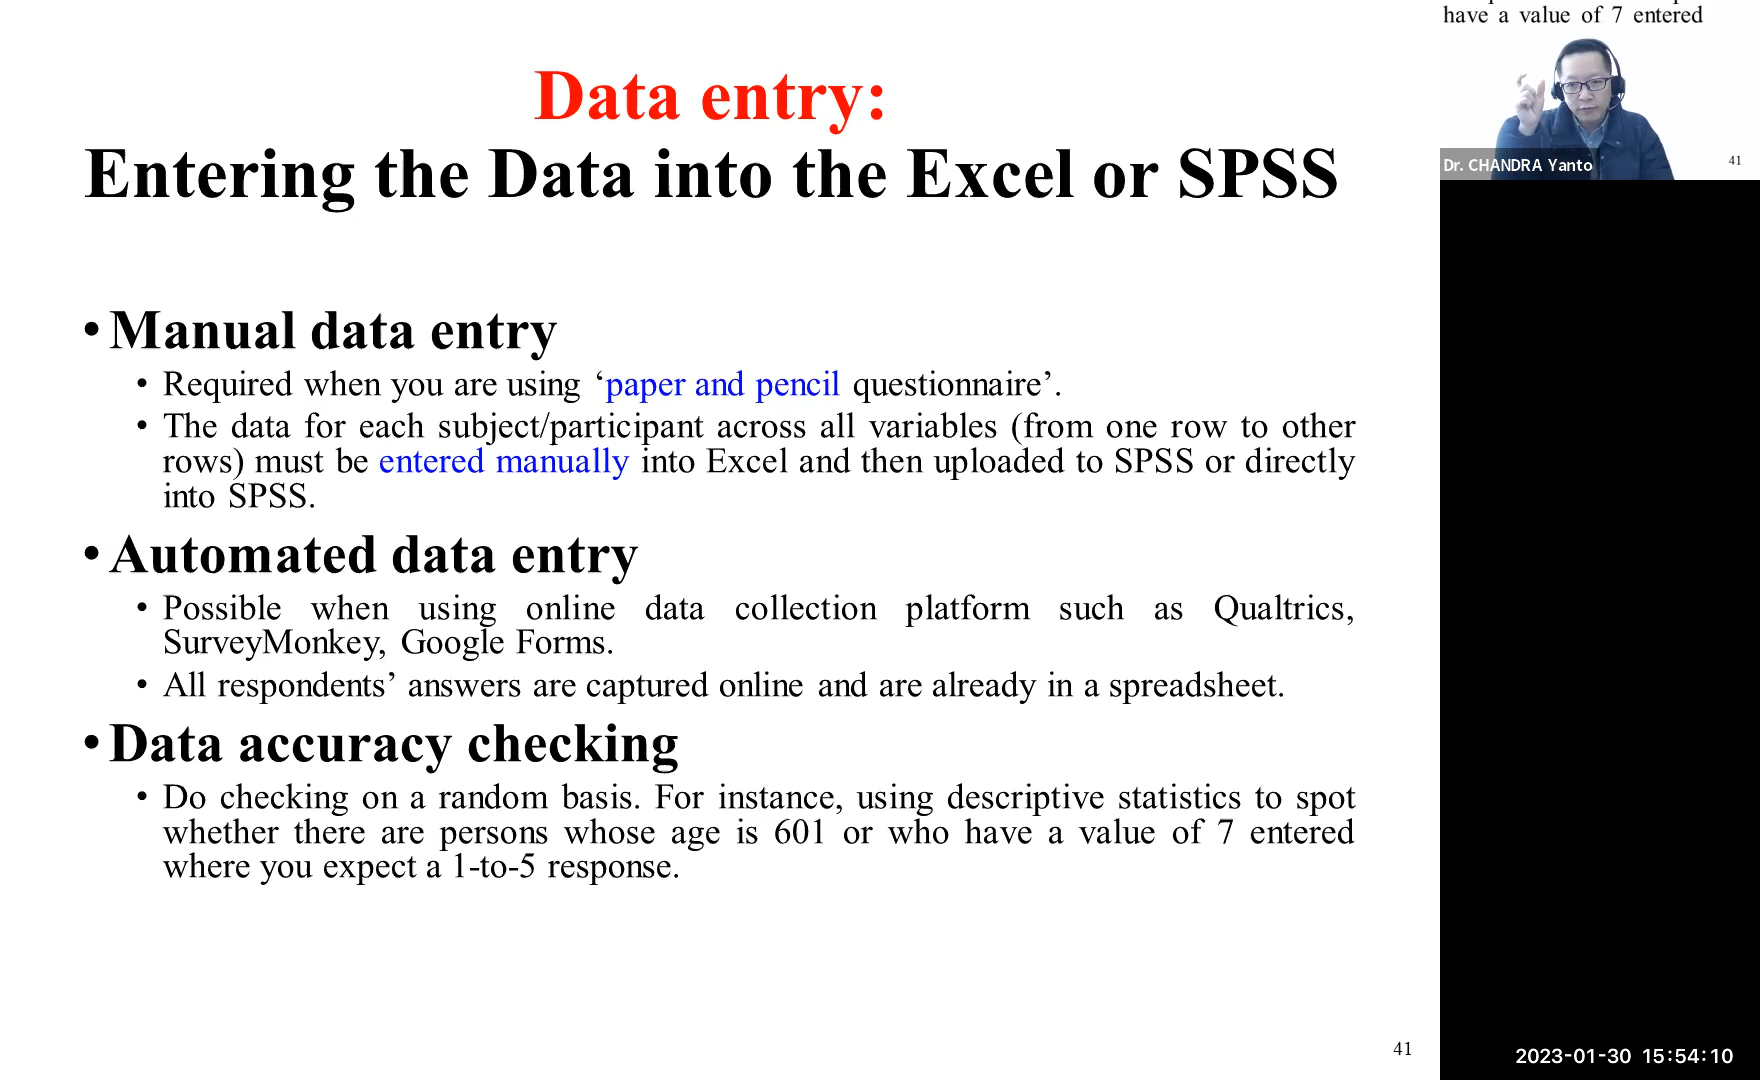 Data entry:
Entering the Data into the Excel or SPSS
• Manual data entry
• Required when you are using ‘paper and pencil questionnaire’.
• The data for each subject/participant across all variables (from one row to other
rows) must be entered manually into Excel and then uploaded to SPSS or directly
into SPSS.
• Automated data entry
• Possible when using online data collection platform such as Qualtrics,
SurveyMonkey, Google Forms.
• All respondents’ answers are captured online and are already in a spreadsheet.
• Data accuracy checking
• Do checking on a random basis. For instance, using descriptive statistics to spot
whether there are persons whose age is 601 or who have a value of 7 entered
where you expect a 1-to-5 response.
41
have a value of 7 entered
Dr. CHANDRA Yanto
41
2023-01-30 15:54:10